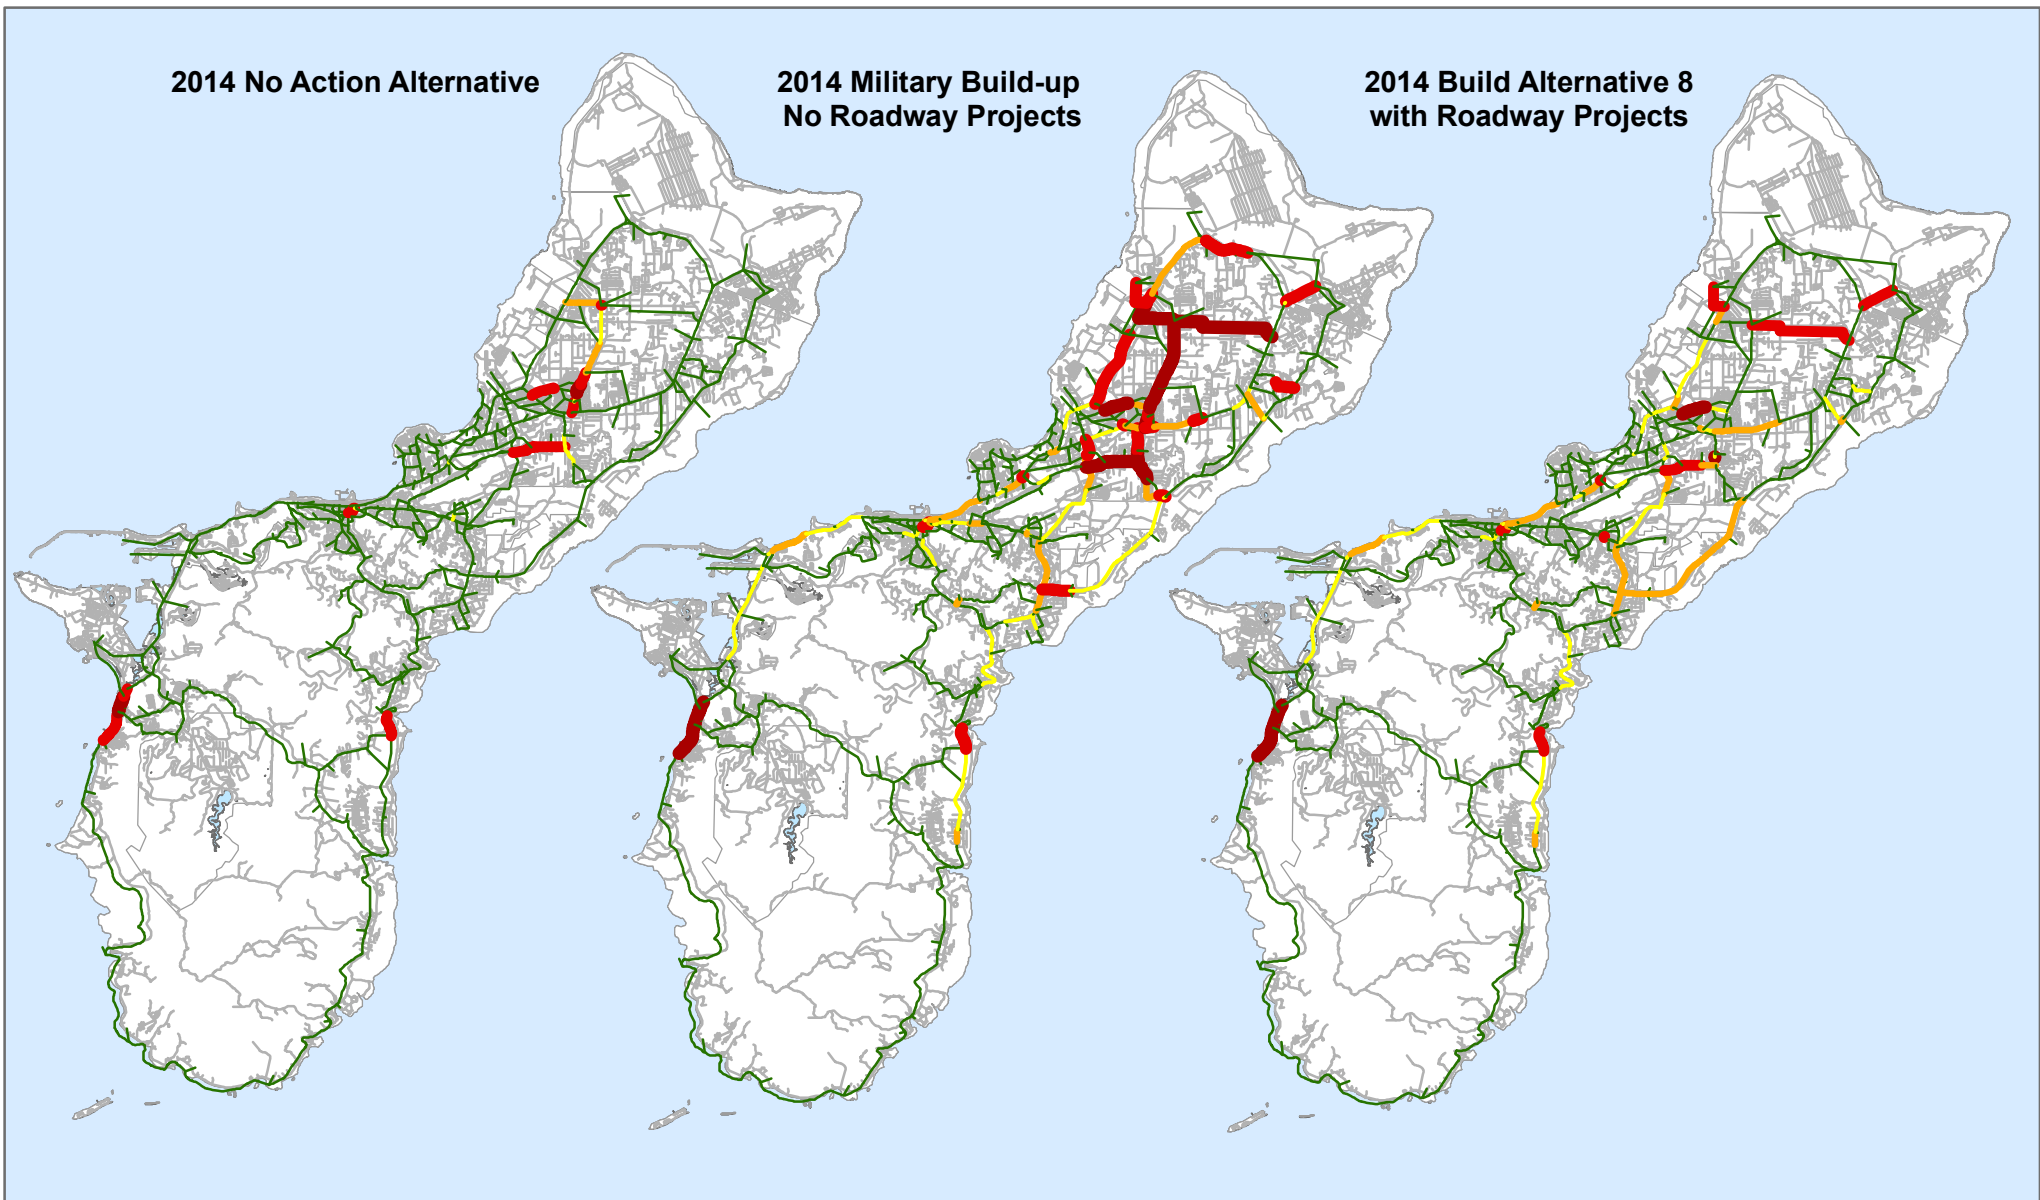 2014 No Action Alternative
2014 Military Build-up
No Roadway Projects
2014 Build Alternative 8
with Roadway Projects